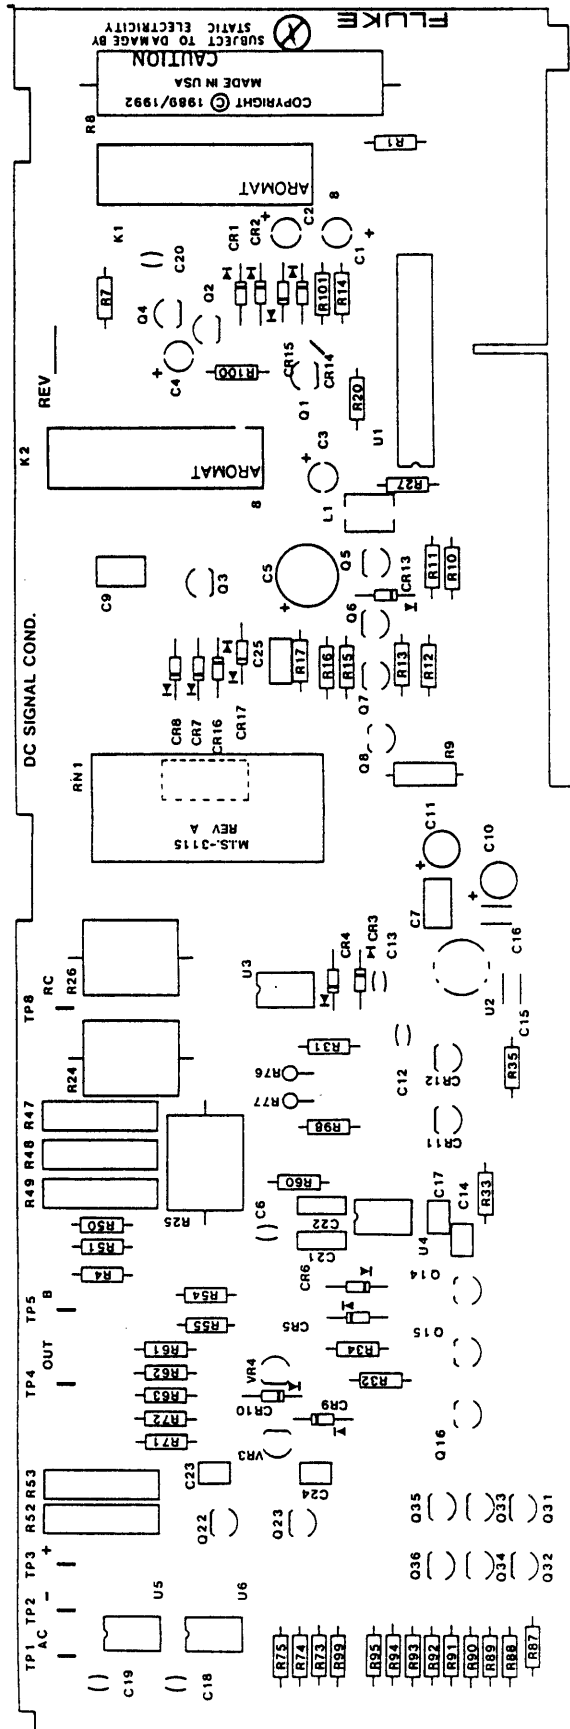 FLUKE
SUBJECT TO DAMAGE BY
STATIC ELECTRICITY
CAUTION
MADE IN USA
COPYRIGHT © 1989/1992
R8
R1
AROMAT
8
K1
C20
CR1
CR2
+
C2
C1
+
R7
Q4
Q2
R101
R14
REV
+
C4
R100
CR15
CR14
Q1
R20
U1
K2
AROMAT
8
+
C3
L1
R27
C9
Q3
C5
+
Q5
CR13
R11
R10
Q6
DC SIGNAL COND.
CR8
CR7
CR16
CR17
C25
R17
R16
R15
Q7
R13
R12
Q8
R9
RN1
M.I.S.-3115
REV A
+
C11
C7
+
C10
C16
TP8
RC
R26
U3
CR4
CR3
C13
U2
C15
R24
R31
R76
R77
C12
CR12
R35
R47
R48
R49
R25
R98
CR11
R50
R51
R4
R60
C6
C22
C21
U4
C17
C14
R33
TP5
B
R54
R55
CR6
CR5
Q14
Q15
OUT
TP4
R61
R62
R63
R72
R71
VR4
CR10
R34
R32
CR9
VR3
Q16
R53
R52
C23
C24
Q22
Q23
Q35
Q33
Q31
Q36
Q34
Q32
TP3
+
-
TP2
AC
TP1
U5
U6
C19
C18
R75
R74
R73
R99
R95
R94
R93
R92
R91
R90
R89
R88
R87